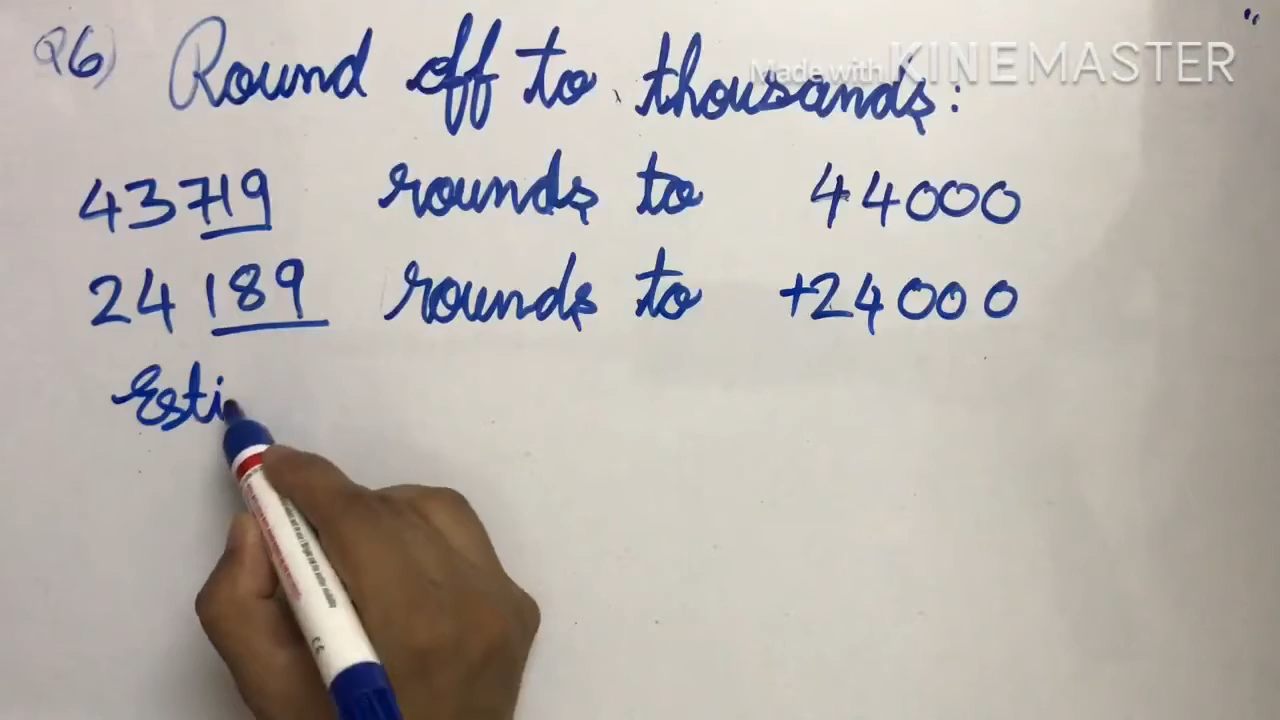 Q6) Round off to thousands:
Made with KINEMASTER
43719 rounds to 44000
24189 rounds to +24000
Esti